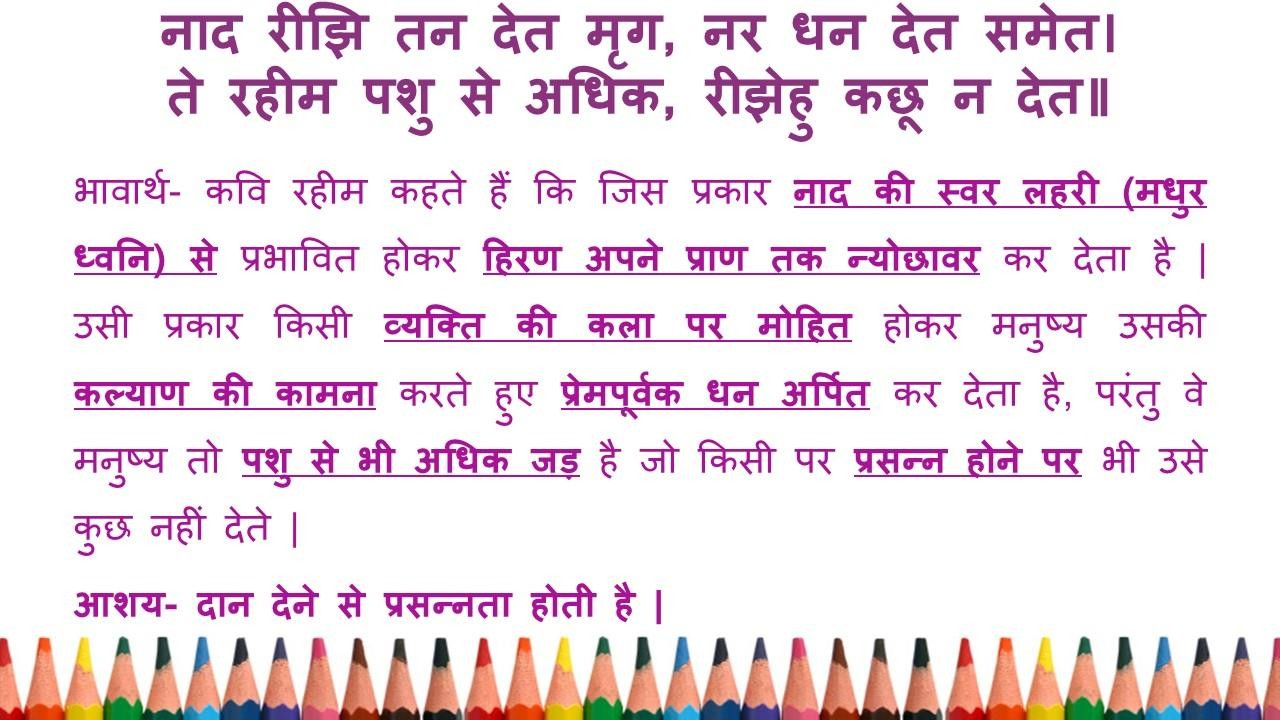 नाद रीझि तन देत मृग, नर धन देत समेत।
ते रहीम पशु से अधिक, रीझेहु कछू न देत॥
भावार्थ- कवि रहीम कहते हैं कि जिस प्रकार नाद की स्वर लहरी (मधुर
ध्वनि) से प्रभावित होकर हिरण अपने प्राण तक न्योछावर कर देता है |
उसी प्रकार किसी व्यक्ति की कला पर मोहित होकर मनुष्य उसकी
कल्याण की कामना करते हुए प्रेमपूर्वक धन अर्पित कर देता है, परंतु वे
मनुष्य तो पशु से भी अधिक जड़ है जो किसी पर प्रसन्न होने पर भी उसे
कुछ नहीं देते |
आशय- दान देने से प्रसन्नता होती है |